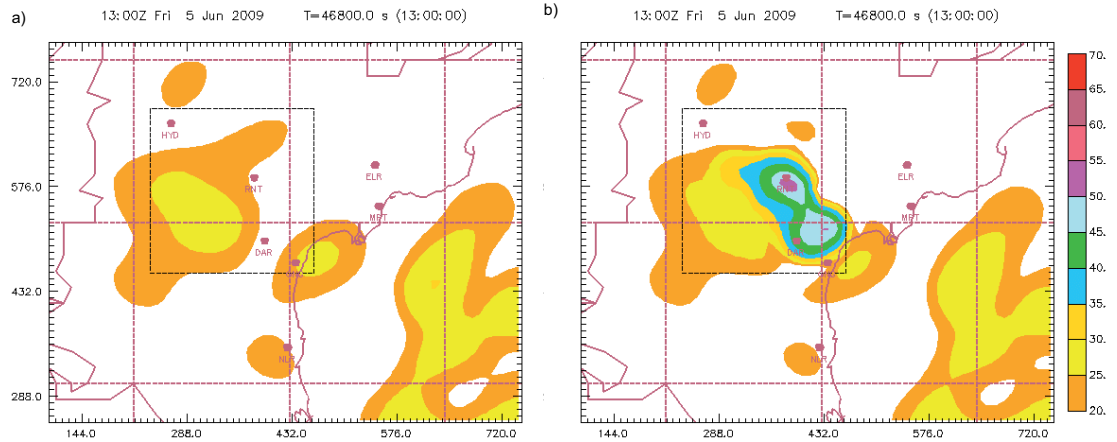 a)
13:00Z Fri 5 Jun 2009 T=46800.0 s (13:00:00)
720.0
576.0
432.0
288.0
144.0 288.0 432.0 576.0 720.0
HYD
RNT
ELR
MPT
DAR
NLR
b)
13:00Z Fri 5 Jun 2009 T=46800.0 s (13:00:00)
144.0 288.0 432.0 576.0 720.0
HYD
ELR
MPT
NLR
70.
65.
60.
55.
50.
45.
40.
35.
30.
25.
20.